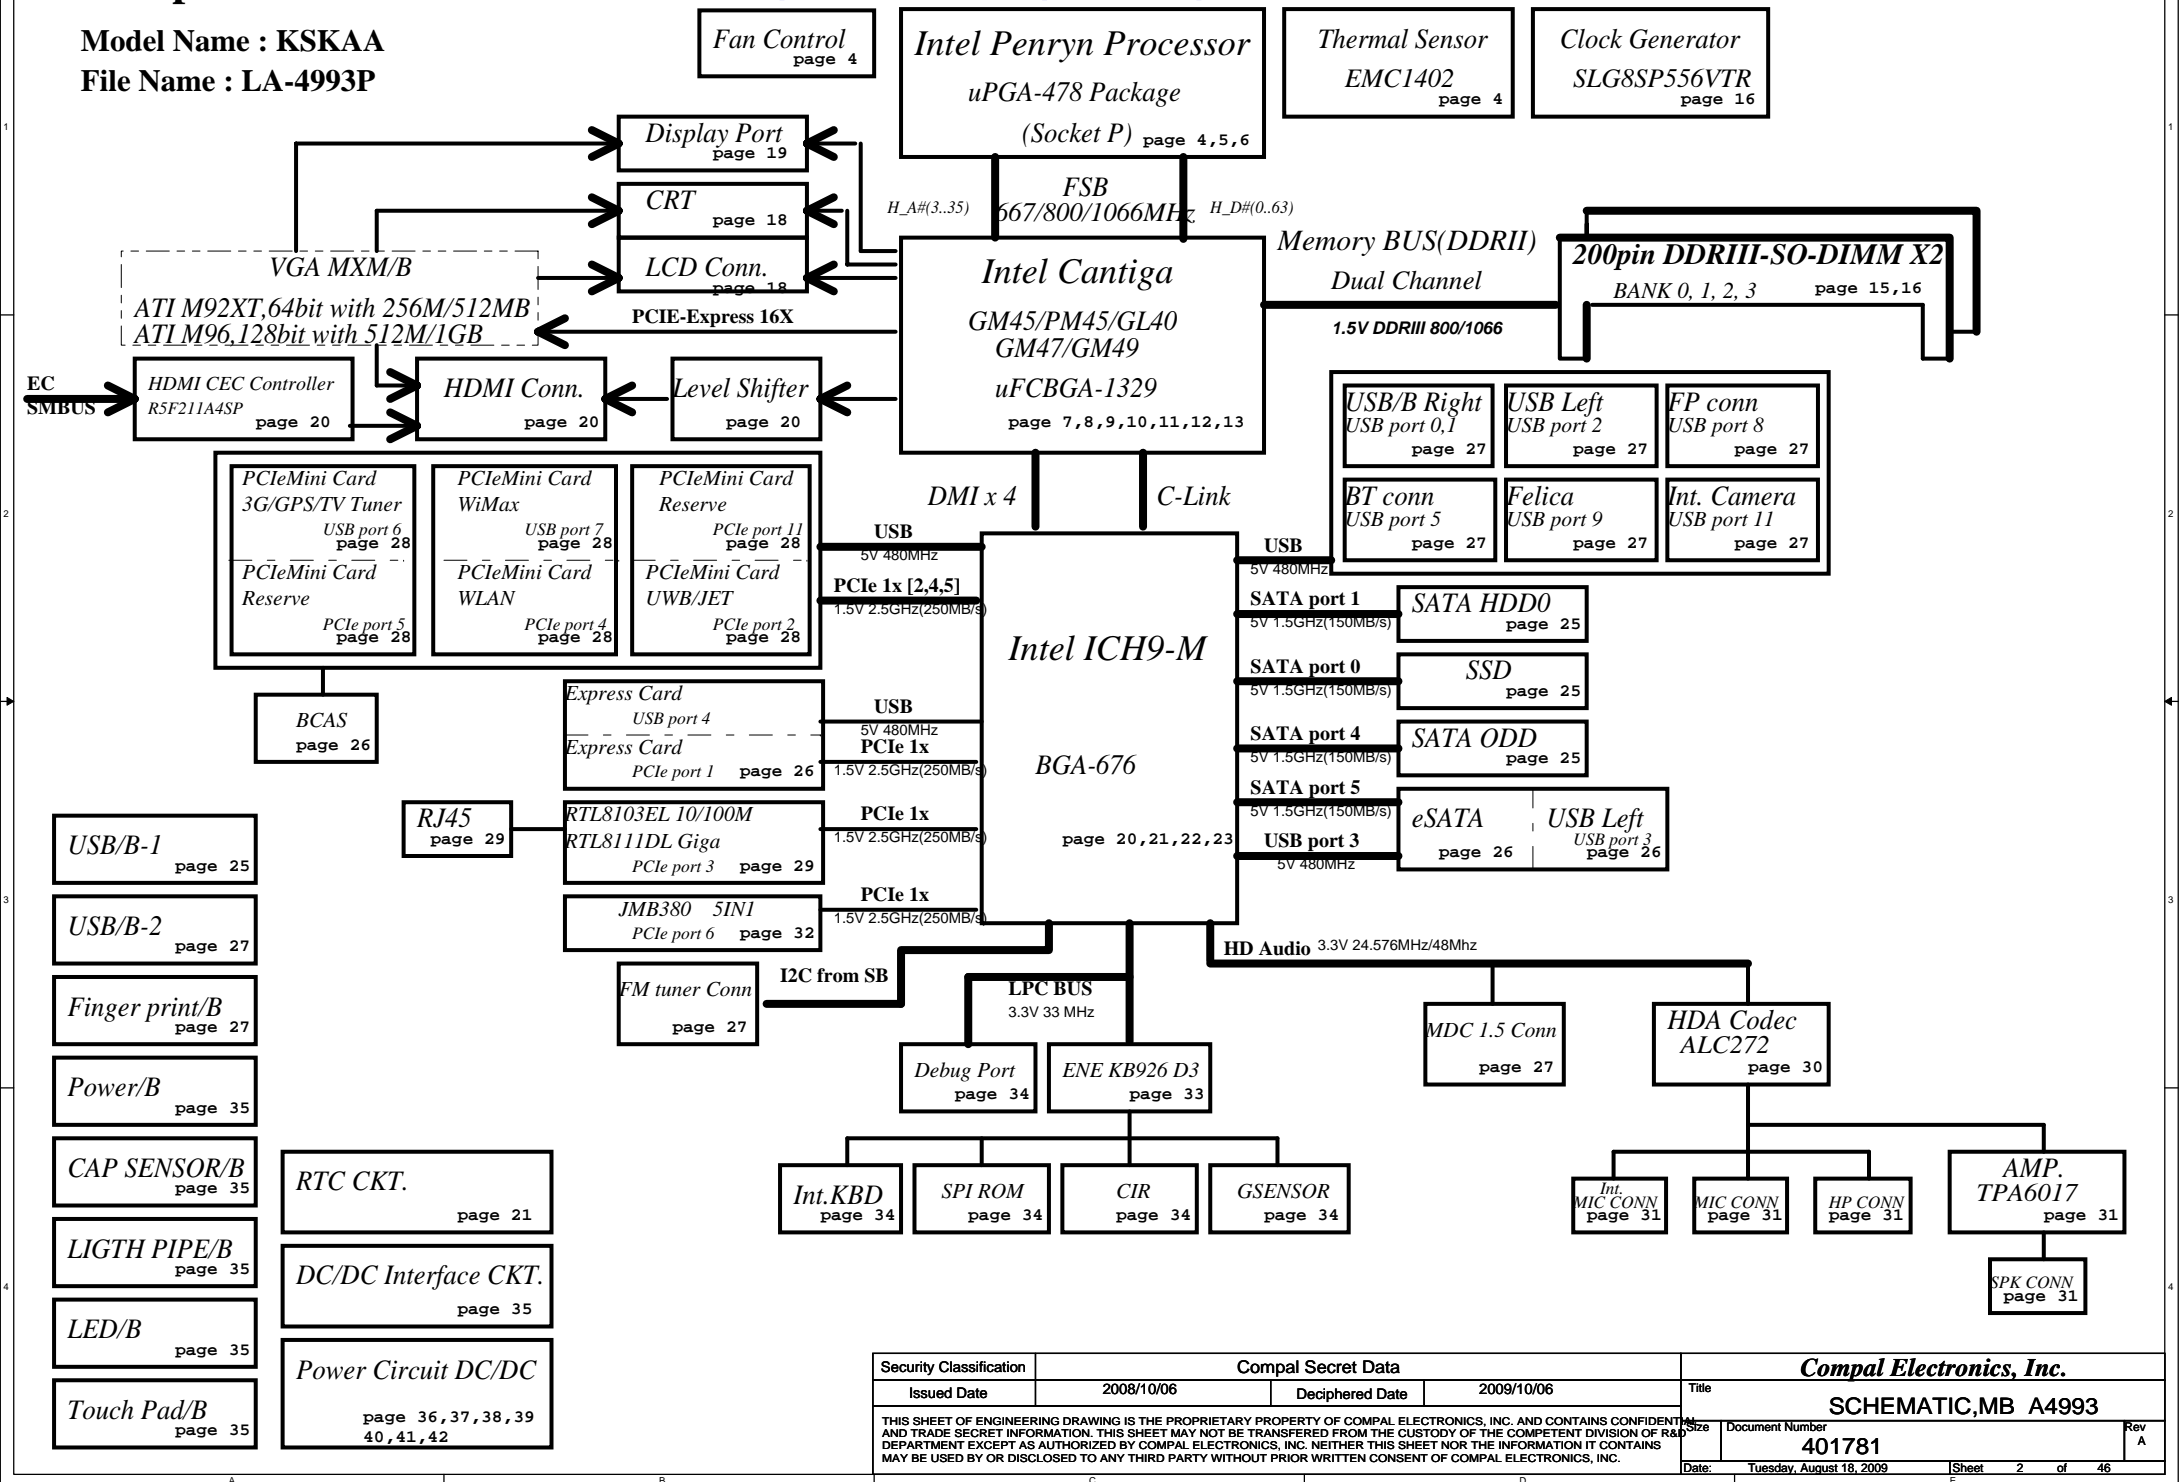 Model Name : KSKAA
File Name : LA-4993P
Fan Control
page 4
Intel Penryn Processor
uPGA-478 Package
(Socket P) page 4,5,6
Thermal Sensor
EMC1402
page 4
Clock Generator
SLG8SP556VTR
page 16
Display Port
page 19
CRT
page 18
LCD Conn.
page 18
FSB
667/800/1066MHz
H_A#(3..35)
H_D#(0..63)
VGA MXM/B
ATI M92XT,64bit with 256M/512MB
ATI M96,128bit with 512M/1GB
PCIE-Express 16X
Intel Cantiga
GM45/PM45/GL40
GM47/GM49
uFCBGA-1329
page 7,8,9,10,11,12,13
Memory BUS(DDRII)
Dual Channel
1.5V DDRIII 800/1066
200pin DDRIII-SO-DIMM X2
BANK 0, 1, 2, 3 page 15,16
EC
SMBUS
HDMI CEC Controller
R5F211A4SP
page 20
HDMI Conn.
page 20
Level Shifter
page 20
USB/B Right
USB port 0,1
page 27
USB Left
USB port 2
page 27
FP conn
USB port 8
page 27
BT conn
USB port 5
page 27
Felica
USB port 9
page 27
Int. Camera
USB port 11
page 27
PCIeMini Card
3G/GPS/TV Tuner
USB port 6
page 28
PCIeMini Card
WiMax
USB port 7
page 28
PCIeMini Card
Reserve
PCIe port 11
page 28
PCIeMini Card
Reserve
PCIe port 5
page 28
PCIeMini Card
WLAN
PCIe port 4
page 28
PCIeMini Card
UWB/JET
PCIe port 2
page 28
DMI x 4
C-Link
USB
5V 480MHz
PCIe 1x [2,4,5]
1.5V 2.5GHz(250MB/s)
USB
5V 480MHz
SATA port 1
5V 1.5GHz(150MB/s)
SATA HDD0
page 25
SATA port 0
5V 1.5GHz(150MB/s)
SSD
page 25
SATA port 4
5V 1.5GHz(150MB/s)
SATA ODD
page 25
SATA port 5
5V 1.5GHz(150MB/s)
USB port 3
5V 480MHz
eSATA
page 26
USB Left
USB port 3
page 26
Intel ICH9-M
BGA-676
page 20,21,22,23
BCAS
page 26
Express Card
USB port 4
Express Card
PCIe port 1 page 26
USB
5V 480MHz
PCIe 1x
1.5V 2.5GHz(250MB/s)
RJ45
page 29
RTL8103EL 10/100M
RTL8111DL Giga
PCIe port 3 page 29
PCIe 1x
1.5V 2.5GHz(250MB/s)
JMB380 5IN1
PCIe port 6 page 32
PCIe 1x
1.5V 2.5GHz(250MB/s)
FM tuner Conn
page 27
I2C from SB
LPC BUS
3.3V 33 MHz
HD Audio 3.3V 24.576MHz/48Mhz
Debug Port
page 34
ENE KB926 D3
page 33
MDC 1.5 Conn
page 27
HDA Codec
ALC272
page 30
Int.KBD
page 34
SPI ROM
page 34
CIR
page 34
GSENSOR
page 34
Int.
MIC CONN
page 31
MIC CONN
page 31
HP CONN
page 31
AMP.
TPA6017
page 31
SPK CONN
page 31
USB/B-1
page 25
USB/B-2
page 27
Finger print/B
page 27
Power/B
page 35
CAP SENSOR/B
page 35
LIGTH PIPE/B
page 35
LED/B
page 35
Touch Pad/B
page 35
RTC CKT.
page 21
DC/DC Interface CKT.
page 35
Power Circuit DC/DC
page 36,37,38,39
40,41,42
Security Classification
Compal Secret Data
Issued Date
2008/10/06
Deciphered Date
2009/10/06
THIS SHEET OF ENGINEERING DRAWING IS THE PROPRIETARY PROPERTY OF COMPAL ELECTRONICS, INC. AND CONTAINS CONFIDENTIAL
AND TRADE SECRET INFORMATION. THIS SHEET MAY NOT BE TRANSFERED FROM THE CUSTODY OF THE COMPETENT DIVISION OF R&D
DEPARTMENT EXCEPT AS AUTHORIZED BY COMPAL ELECTRONICS, INC. NEITHER THIS SHEET NOR THE INFORMATION IT CONTAINS
MAY BE USED BY OR DISCLOSED TO ANY THIRD PARTY WITHOUT PRIOR WRITTEN CONSENT OF COMPAL ELECTRONICS, INC.
Compal Electronics, Inc.
Title
SCHEMATIC,MB A4993
Size
Document Number
401781
Rev
A
Date: Tuesday, August 18, 2009
Sheet 2 of 46
1
1
2
2
3
3
4
4
A
B
C
D
E